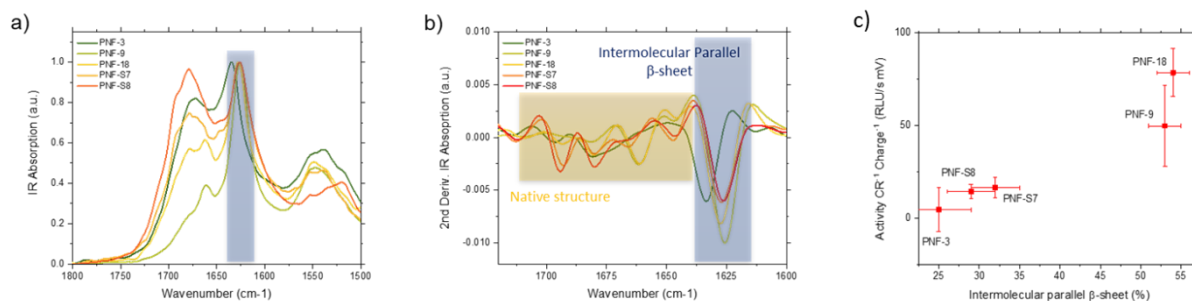 a)
PNF-3
PNF-9
PNF-18
PNF-S7
PNF-S8
IR Absorption (a.u.)
1.0
0.8
0.6
0.4
0.2
0.0
1800
1750
1700
1650
1600
1550
1500
Wavenumber (cm-1)
b)
PNF-3
PNF-9
PNF-18
PNF-S7
PNF-S8
Intermolecular Parallel
β-sheet
Native structure
2nd Deriv. IR Absoprtion (a.u.)
0.010
0.005
0.000
-0.005
-0.010
1700
1675
1650
1625
1600
Wavenumber (cm-1)
c)
Activity CR⁻¹ Charge⁻¹ (RLU/s mV)
100
75
50
25
0
PNF-18
PNF-9
PNF-S8
PNF-S7
PNF-3
25
30
35
40
45
50
55
Intermolecular parallel β-sheet (%)